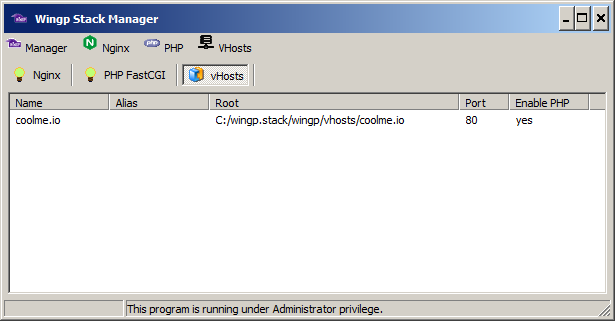 Wingp Stack Manager
Manager Nginx php PHP VHosts
Nginx PHP FastCGI vHosts
Name Alias Root Port Enable PHP
coolme.io C:/wingp.stack/wingp/vhosts/coolme.io 80 yes
This program is running under Administrator privilege.